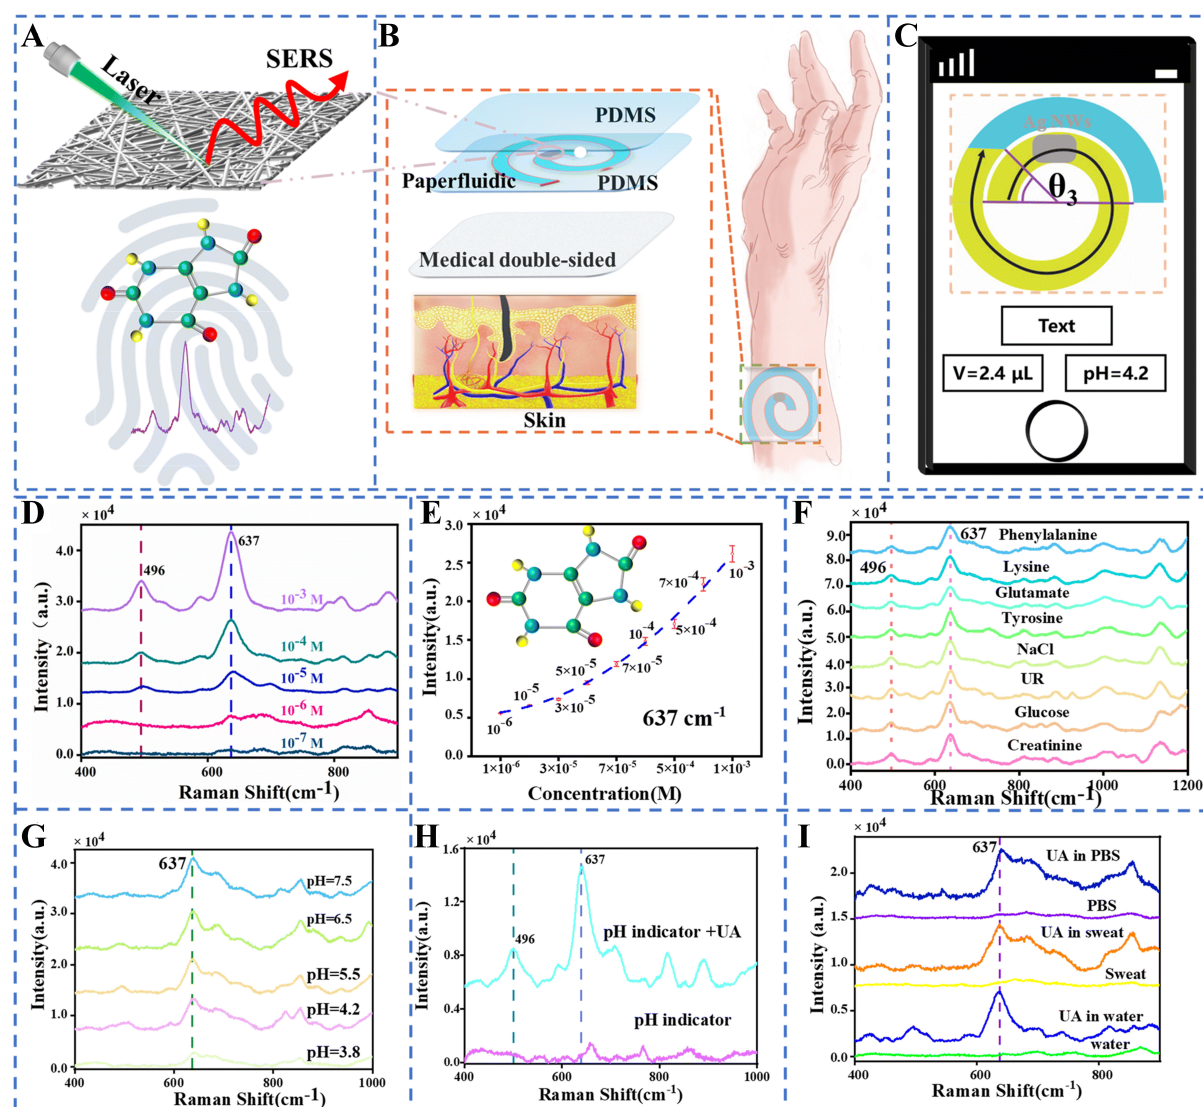 A
Laser
SERS
B
PDMS
Paperfluidic
PDMS
Medical double-sided
Skin
C
Ag NWs
θ3
Text
V=2.4 μL
pH=4.2
D
× 10⁴
4.0
3.0
2.0
1.0
0.0
Intensity (a.u.)
496
637
10⁻³ M
10⁻⁴ M
10⁻⁵ M
10⁻⁶ M
10⁻⁷ M
400
600
800
Raman Shift(cm⁻¹)
E
× 10⁴
3.0
2.5
2.0
1.5
1.0
0.5
0.0
Intensity(a.u.)
10⁻⁶
10⁻⁵
3×10⁻⁵
5×10⁻⁵
7×10⁻⁵
10⁻⁴
5×10⁻⁴
7×10⁻⁴
10⁻³
637 cm⁻¹
1×10⁻⁶
3×10⁻⁵
7×10⁻⁵
5×10⁻⁴
1×10⁻³
Concentration(M)
F
× 10⁴
9.0
7.0
5.0
4.0
2.0
1.0
0.0
Intensity(a.u.)
496
637
Phenylalanine
Lysine
Glutamate
Tyrosine
NaCl
UR
Glucose
Creatinine
400
600
800
1000
1200
Raman Shift(cm⁻¹)
G
× 10⁴
4.0
3.0
2.0
1.0
0.0
Intensity(a.u.)
637
pH=7.5
pH=6.5
pH=5.5
pH=4.2
pH=3.8
600
800
1000
Raman Shift(cm⁻¹)
H
× 10⁴
1.6
1.2
0.8
0.4
0.0
Intensity(a.u.)
496
637
pH indicator +UA
pH indicator
400
600
800
1000
Raman Shift(cm⁻¹)
I
× 10⁴
2.0
1.5
1.0
0.5
0.0
Intensity (a.u.)
637
UA in PBS
PBS
UA in sweat
Sweat
UA in water
water
400
600
800
Raman Shift(cm⁻¹)